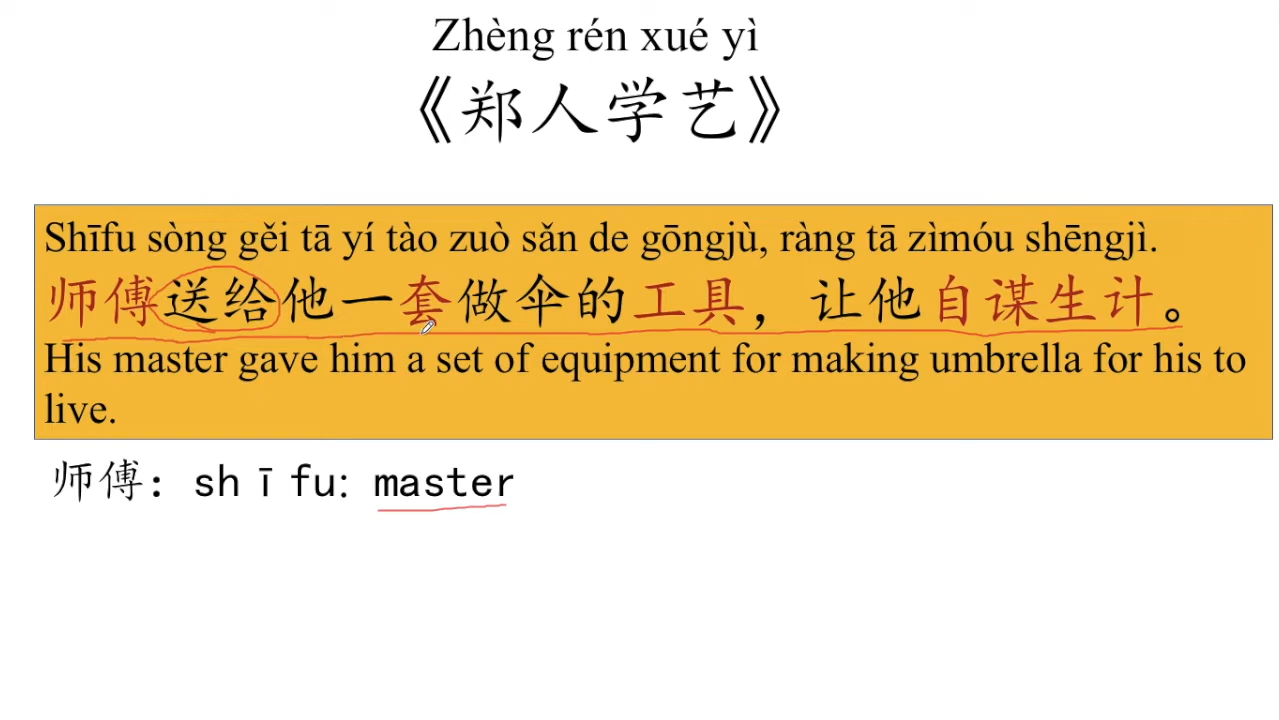 Zhèng rén xué yì
《郑人学艺》
Shīfu sòng gěi tā yí tào zuò sǎn de gōngjù, ràng tā zìmóu shēngjì.
师傅送给他一套做伞的工具，让他自谋生计。
His master gave him a set of equipment for making umbrella for his to
live.
师傅：shīfu: master